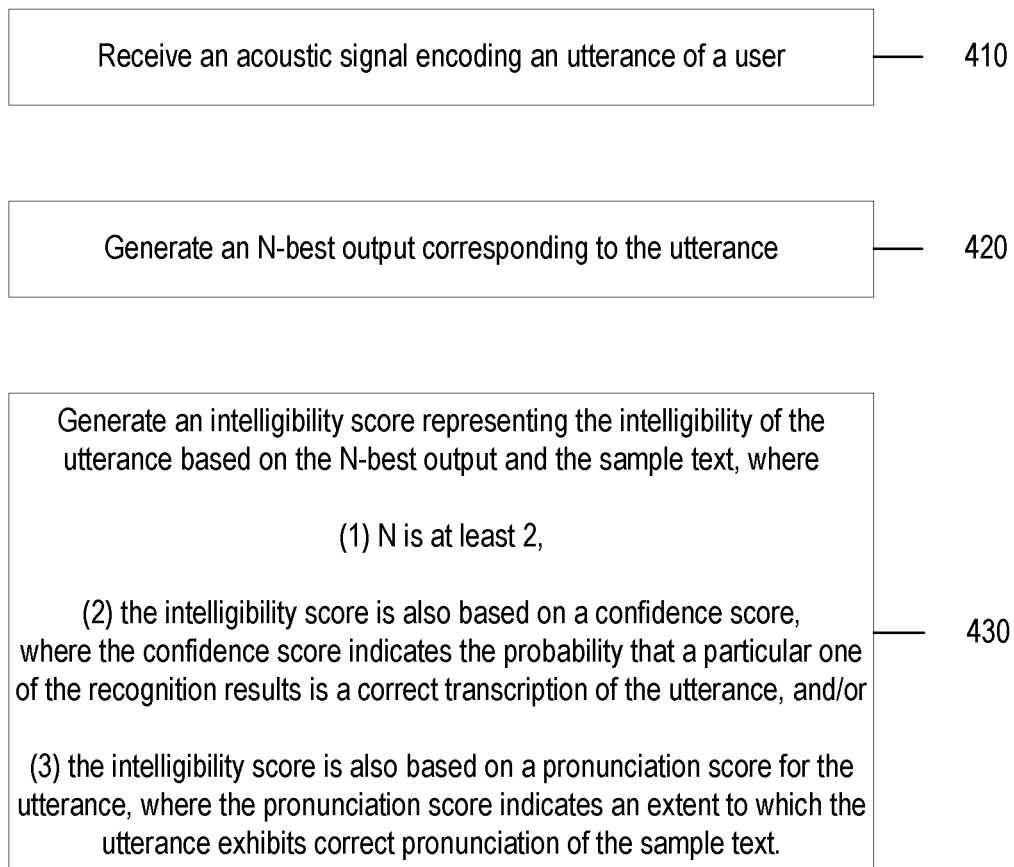 Receive an acoustic signal encoding an utterance of a user
410
Generate an N-best output corresponding to the utterance
420
Generate an intelligibility score representing the intelligibility of the
utterance based on the N-best output and the sample text, where
(1) N is at least 2,
(2) the intelligibility score is also based on a confidence score,
where the confidence score indicates the probability that a particular one
of the recognition results is a correct transcription of the utterance, and/or
(3) the intelligibility score is also based on a pronunciation score for the
utterance, where the pronunciation score indicates an extent to which the
utterance exhibits correct pronunciation of the sample text.
430